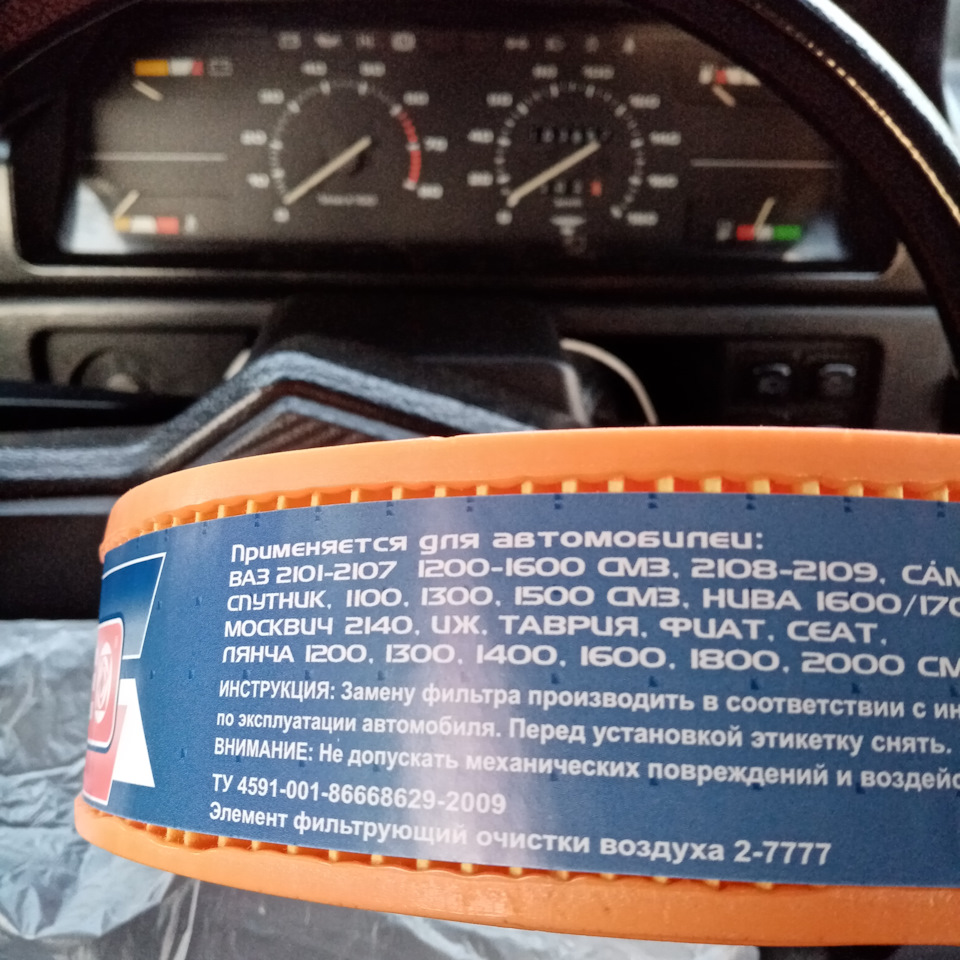 Применяется для автомобилей:
ВАЗ 2101-2107 1200-1600 СМ3, 2108-2109,
СПУТНИК, 1100, 1300, 1500 СМ3, НИВА 1600/170
МОСКВИЧ 2140, ИЖ, ТАВРИЯ, ФИАТ, СЕАТ,
ЛЯНЧА 1200, 1300, 1400, 1600, 1800, 2000 СМ
ИНСТРУКЦИЯ: Замену фильтра производить в соответствии с
по эксплуатации автомобиля. Перед установкой этикетку снять.
ВНИМАНИЕ: Не допускать механических повреждений и
ТУ 4591-001-86668629-2009
Элемент фильтрующий очистки воздуха 2-7777